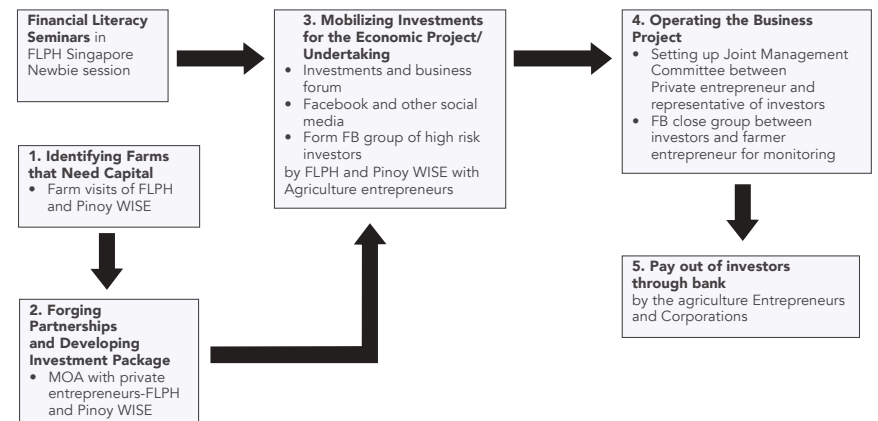 Financial Literacy
Seminars in
FLPH Singapore
Newbie session
1. Identifying Farms
that Need Capital
• Farm visits of FLPH
and Pinoy WISE
2. Forging
Partnerships
and Developing
Investment Package
• MOA with private
entrepreneurs-FLPH
and Pinoy WISE
3. Mobilizing Investments
for the Economic Project/
Undertaking
• Investments and business
forum
• Facebook and other social
media
• Form FB group of high risk
investors
by FLPH and Pinoy WISE with
Agriculture entrepreneurs
4. Operating the Business
Project
• Setting up Joint Management
Committee between
Private entrepreneur and
representative of investors
• FB close group between
investors and farmer
entrepreneur for monitoring
5. Pay out of investors
through bank
by the agriculture Entrepreneurs
and Corporations